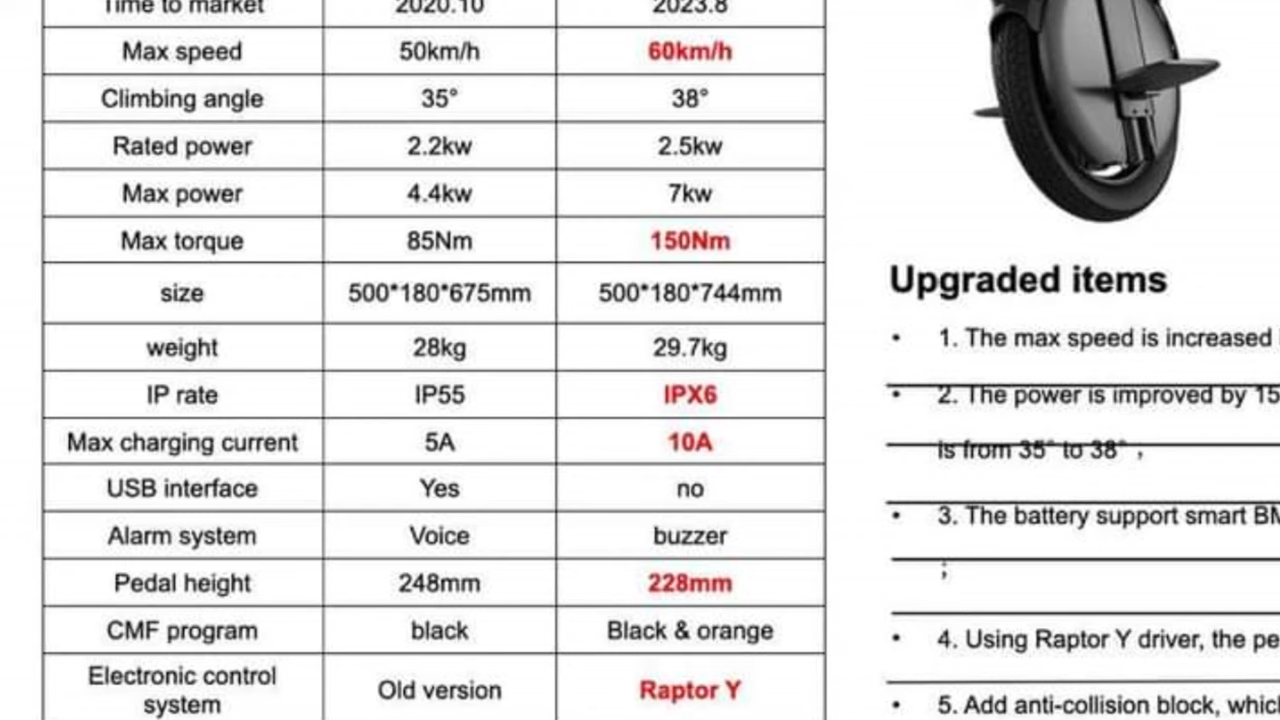 Time to market 2020.10 2023.8
Max speed 50km/h 60km/h
Climbing angle 35° 38°
Rated power 2.2kw 2.5kw
Max power 4.4kw 7kw
Max torque 85Nm 150Nm
size 500*180*675mm 500*180*744mm
weight 28kg 29.7kg
IP rate IP55 IPX6
Max charging current 5A 10A
USB interface Yes no
Alarm system Voice buzzer
Pedal height 248mm 228mm
CMF program black Black & orange
Electronic control
system Old version Raptor Y
Upgraded items
• 1. The max speed is increased
• 2. The power is improved by 15
is from 35° to 38° ,
• 3. The battery support smart BM
;
• 4. Using Raptor Y driver, the pe
• 5. Add anti-collision block, whic